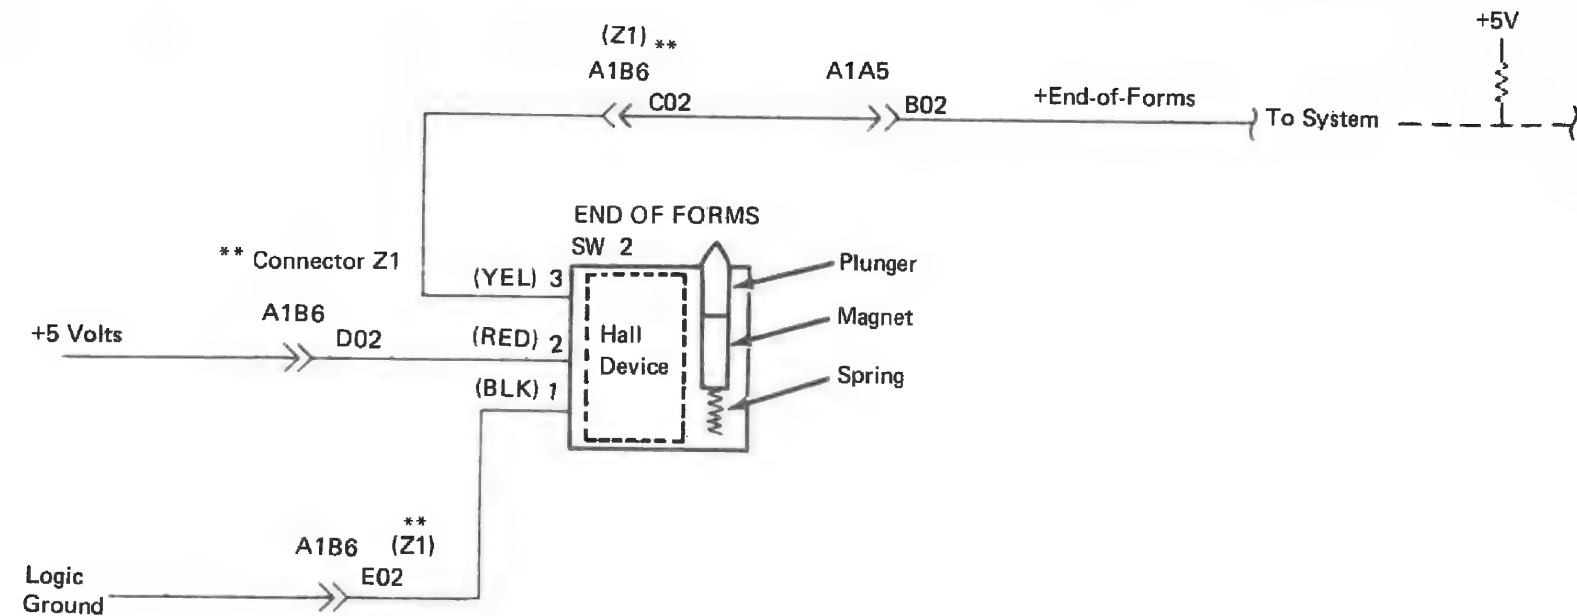 +5V
(Z1) **
A1B6
A1A5
C02
B02
+End-of-Forms
To System
END OF FORMS
SW 2
** Connector Z1
(YEL) 3
Plunger
A1B6
+5 Volts
D02
(RED) 2
Hall
Device
Magnet
(BLK) 1
Spring
**
A1B6 (Z1)
E02
Logic
Ground